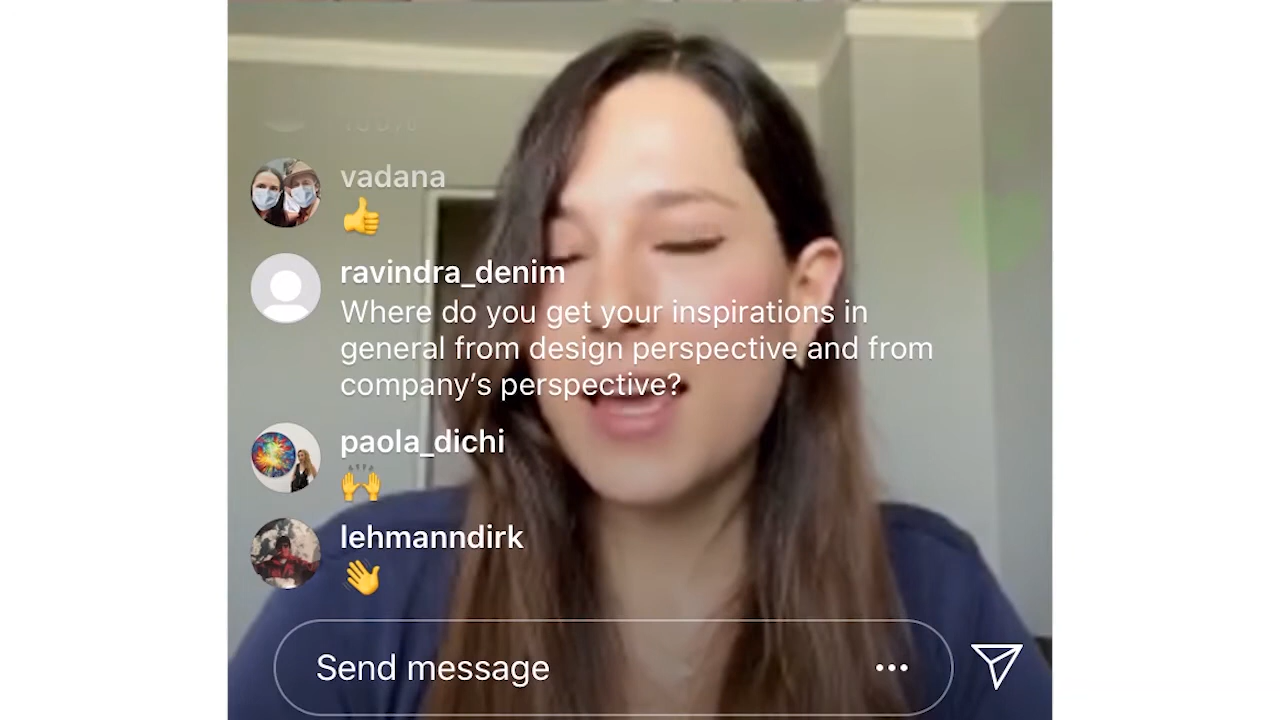 vadana
👍
ravindra_denim
Where do you get your inspirations in
general from design perspective and from
company’s perspective?
paola_dichi
🙌
lehmanndirk
👋
Send message